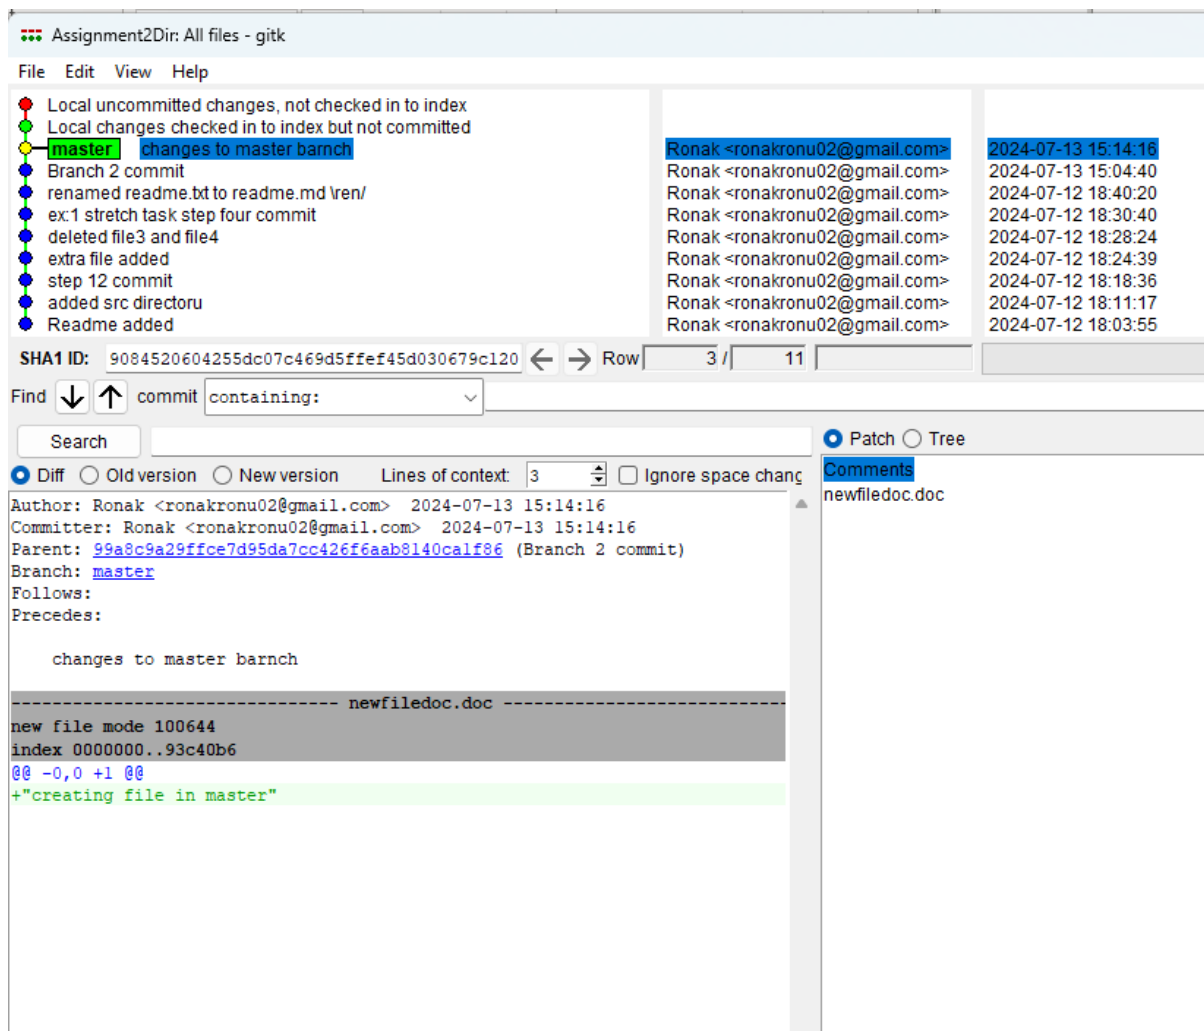 Assignment2Dir: All files - gitk
File Edit View Help
Local uncommitted changes, not checked in to index
Local changes checked in to index but not committed
master changes to master barnch Ronak <ronakronu02@gmail.com> 2024-07-13 15:14:16
Branch 2 commit Ronak <ronakronu02@gmail.com> 2024-07-13 15:04:40
renamed readme.txt to readme.md \ren/ Ronak <ronakronu02@gmail.com> 2024-07-12 18:40:20
ex:1 stretch task step four commit Ronak <ronakronu02@gmail.com> 2024-07-12 18:30:40
deleted file3 and file4 Ronak <ronakronu02@gmail.com> 2024-07-12 18:28:24
extra file added Ronak <ronakronu02@gmail.com> 2024-07-12 18:24:39
step 12 commit Ronak <ronakronu02@gmail.com> 2024-07-12 18:18:36
added src directoru Ronak <ronakronu02@gmail.com> 2024-07-12 18:11:17
Readme added Ronak <ronakronu02@gmail.com> 2024-07-12 18:03:55
SHA1 ID: 9084520604255dc07c469d5ffef45d030679c120 Row 3 / 11
Find commit containing:
Search
Patch Tree
Diff Old version New version Lines of context: 3 Ignore space chang
Comments
newfiledoc.doc
Author: Ronak <ronakronu02@gmail.com> 2024-07-13 15:14:16
Committer: Ronak <ronakronu02@gmail.com> 2024-07-13 15:14:16
Parent: 99a8c9a29ffce7d95da7cc426f6aab8140ca1f86 (Branch 2 commit)
Branch: master
Follows:
Precedes:
changes to master barnch
------------------------------- newfiledoc.doc ---------------------------
new file mode 100644
index 0000000..93c40b6
@@ -0,0 +1 @@
+"creating file in master"